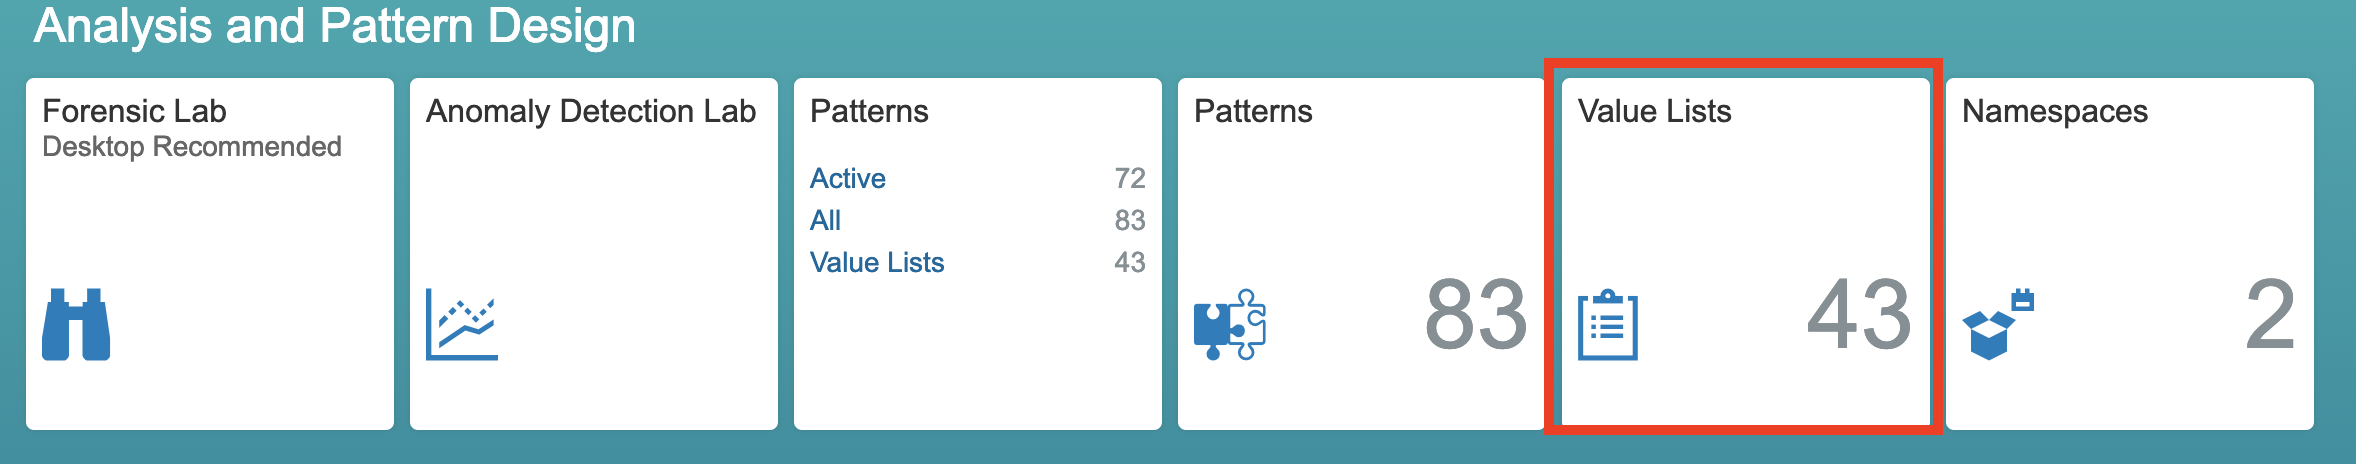 Analysis and Pattern Design
Forensic Lab
Desktop Recommended
Anomaly Detection Lab
Patterns
Active 72
All 83
Value Lists 43
Patterns
83
Value Lists
43
Namespaces
2